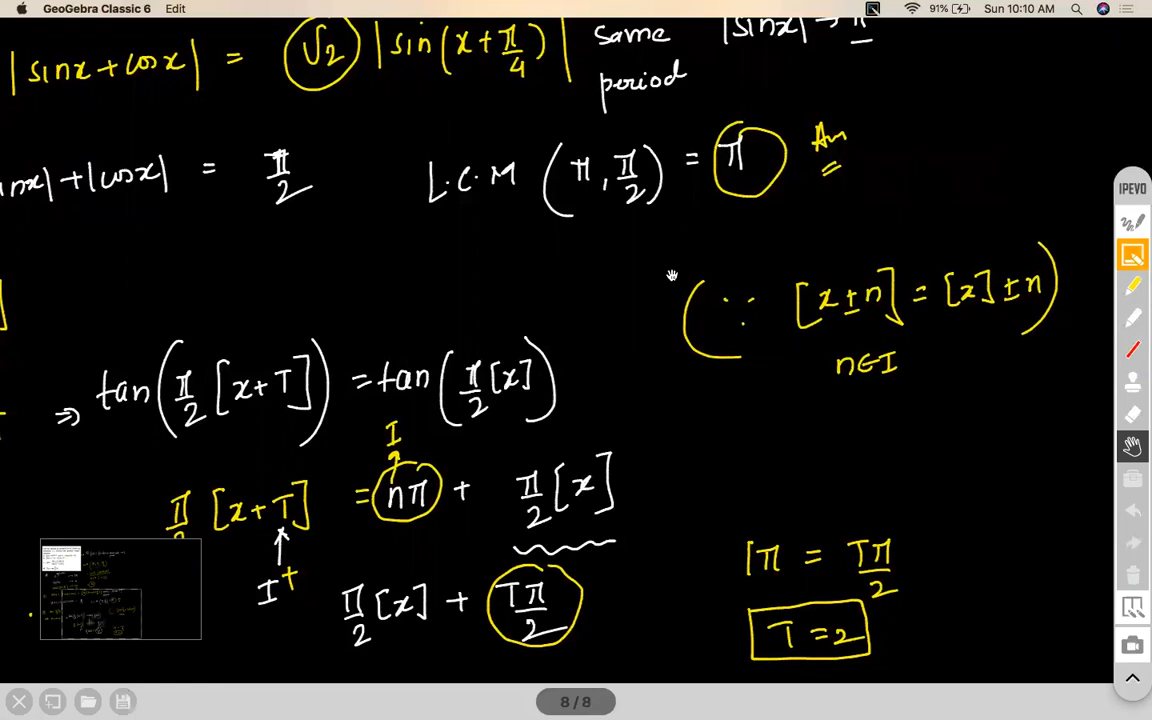 GeoGebra Classic 6 Edit 91% Sun 10:10 AM
|sinx+cosx| = √2 |sin(x+π/4)| same period |sinx| → π
sinx|+|cosx| = π/2 L.C.M (π, π/2) = π Ans
(∵ [x±n] = [x]±n)
n∈I
⇒ tan(π/2 [x+T]) = tan(π/2 [x])
I
π/2 [x+T] = nπ + π/2 [x]
I+
π/2 [x] + Tπ/2
1π = Tπ/2
T = 2
IPEVO
8 / 8